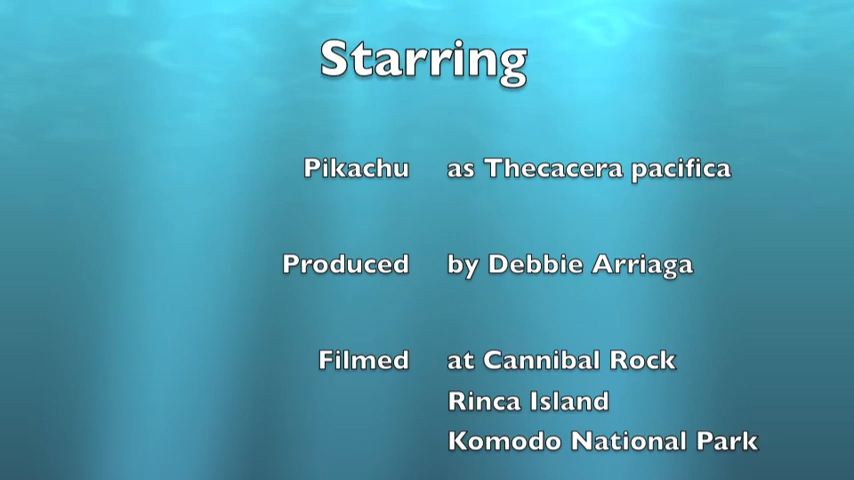 Starring
Pikachu as Thecacera pacifica
Produced by Debbie Arriaga
Filmed at Cannibal Rock
Rinca Island
Komodo National Park